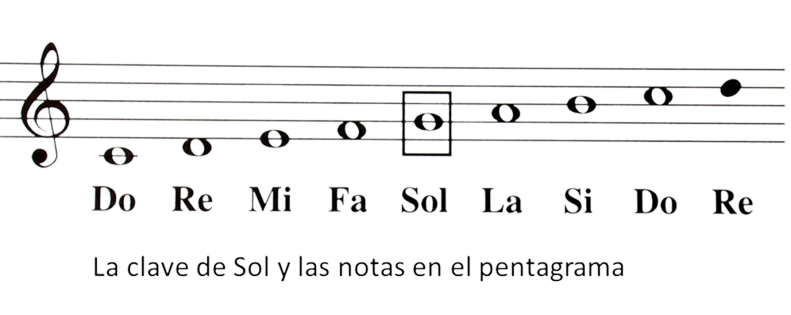 Do Re Mi Fa Sol La Si Do Re
La clave de Sol y las notas en el pentagrama